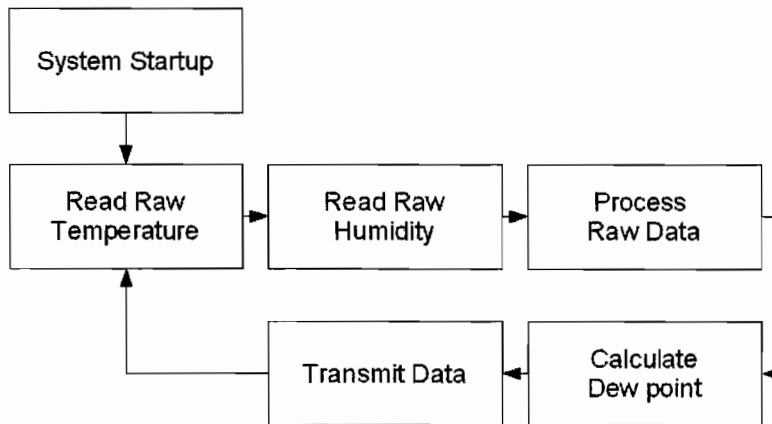 System Startup
Read Raw
Temperature
Read Raw
Humidity
Process
Raw Data
Calculate
Dew point
Transmit Data